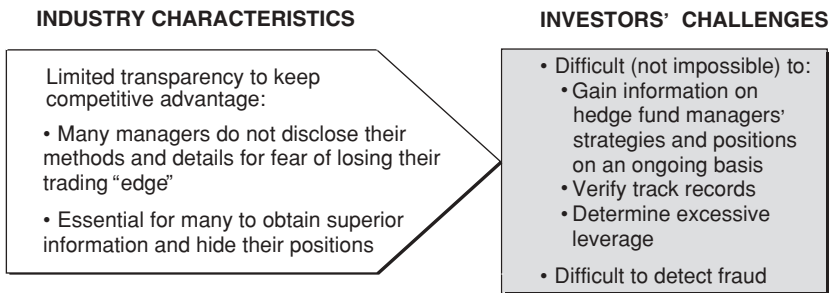 INDUSTRY CHARACTERISTICS
Limited transparency to keep
competitive advantage:
• Many managers do not disclose their
methods and details for fear of losing their
trading “edge”
• Essential for many to obtain superior
information and hide their positions
INVESTORS’ CHALLENGES
• Difficult (not impossible) to:
• Gain information on
hedge fund managers’
strategies and positions
on an ongoing basis
• Verify track records
• Determine excessive
leverage
• Difficult to detect fraud